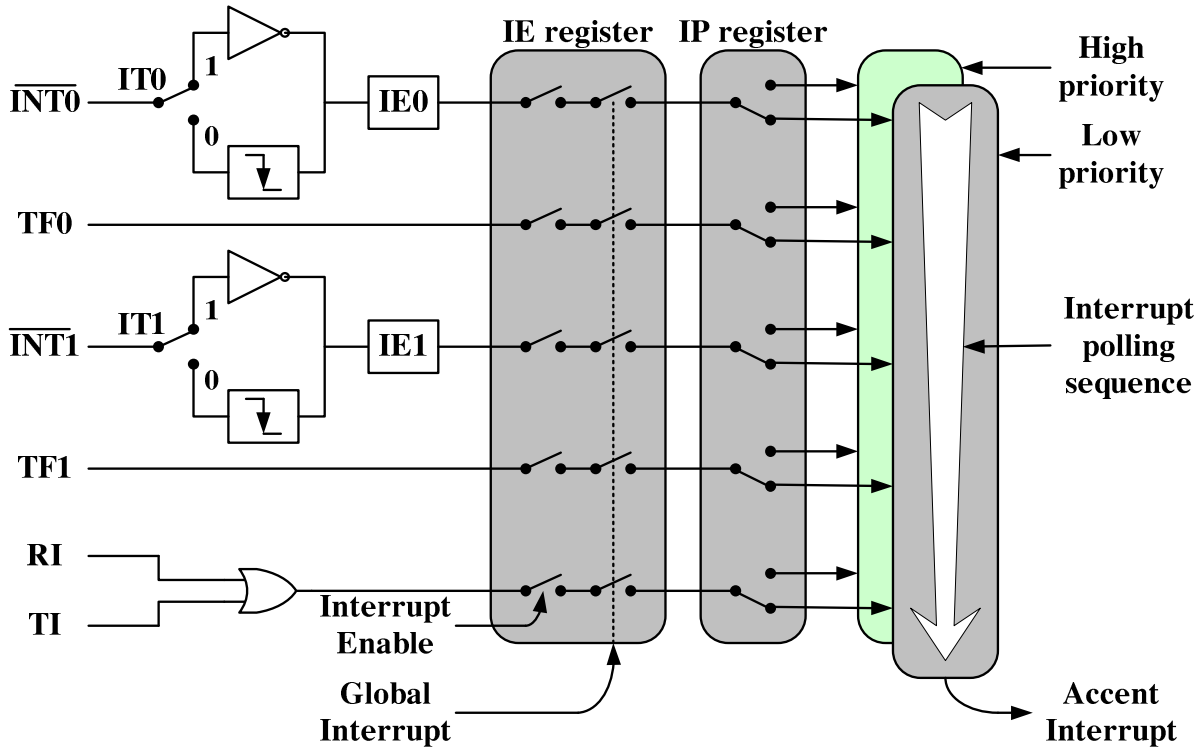 IE register
IP register
High
priority
IT0
1
INT0
IE0
0
Low
priority
TF0
IT1
1
INT1
IE1
0
Interrupt
polling
sequence
TF1
RI
TI
Interrupt
Enable
Global
Interrupt
Accent
Interrupt